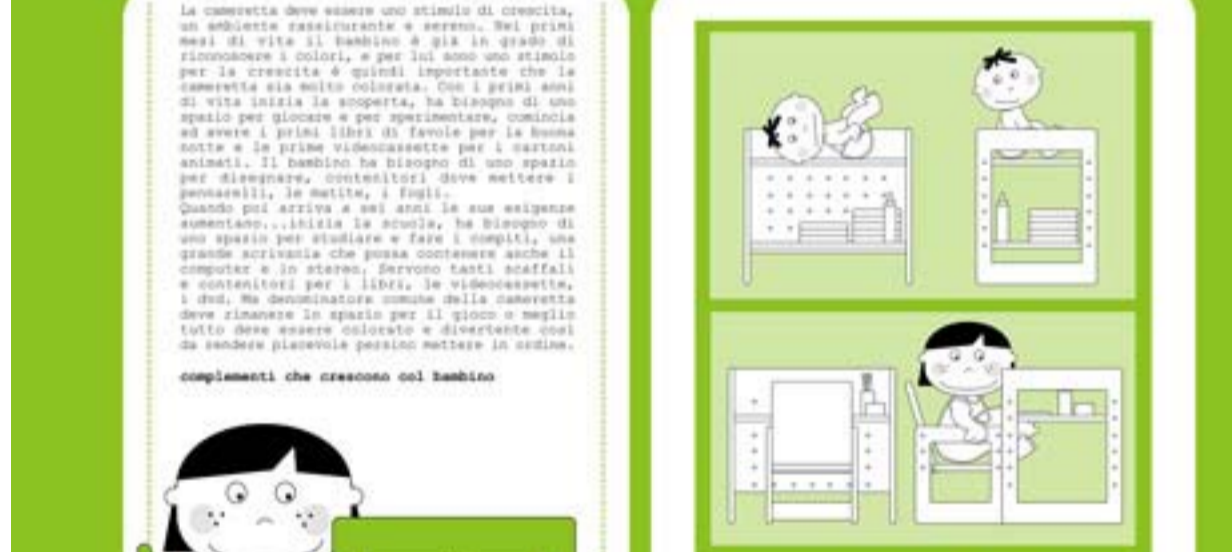 La cameretta deve essere uno stimolo di crescita,
un ambiente rassicurante e sereno. Nei primi
mesi di vita il bambino è già in grado di
riconoscere i colori, e per lui sono uno stimolo
per la crescita è quindi importante che la
cameretta sia molto colorata. Con i primi anni
di vita inizia la scoperta, ha bisogno di uno
spazio per giocare e per sperimentare, comincia
ad avere i primi libri di favole per la buona
notte e le prime videocassette per i cartoni
animati. Il bambino ha bisogno di uno spazio
per disegnare, contenitori dove mettere i
pennarelli, le matite, i fogli.
Quando poi arriva a sei anni le sue esigenze
aumentano...inizia la scuola, ha bisogno di
uno spazio per studiare e fare i compiti, una
grande scrivania che possa contenere anche il
computer e lo stereo. Servono tanti scaffali
e contenitori per i libri, le videocassette,
i dvd. Ma denominatore comune della cameretta
deve rimanere lo spazio per il gioco o meglio
tutto deve essere colorato e divertente così
da rendere piacevole persino mettere in ordine.
complementi che crescono col bambino